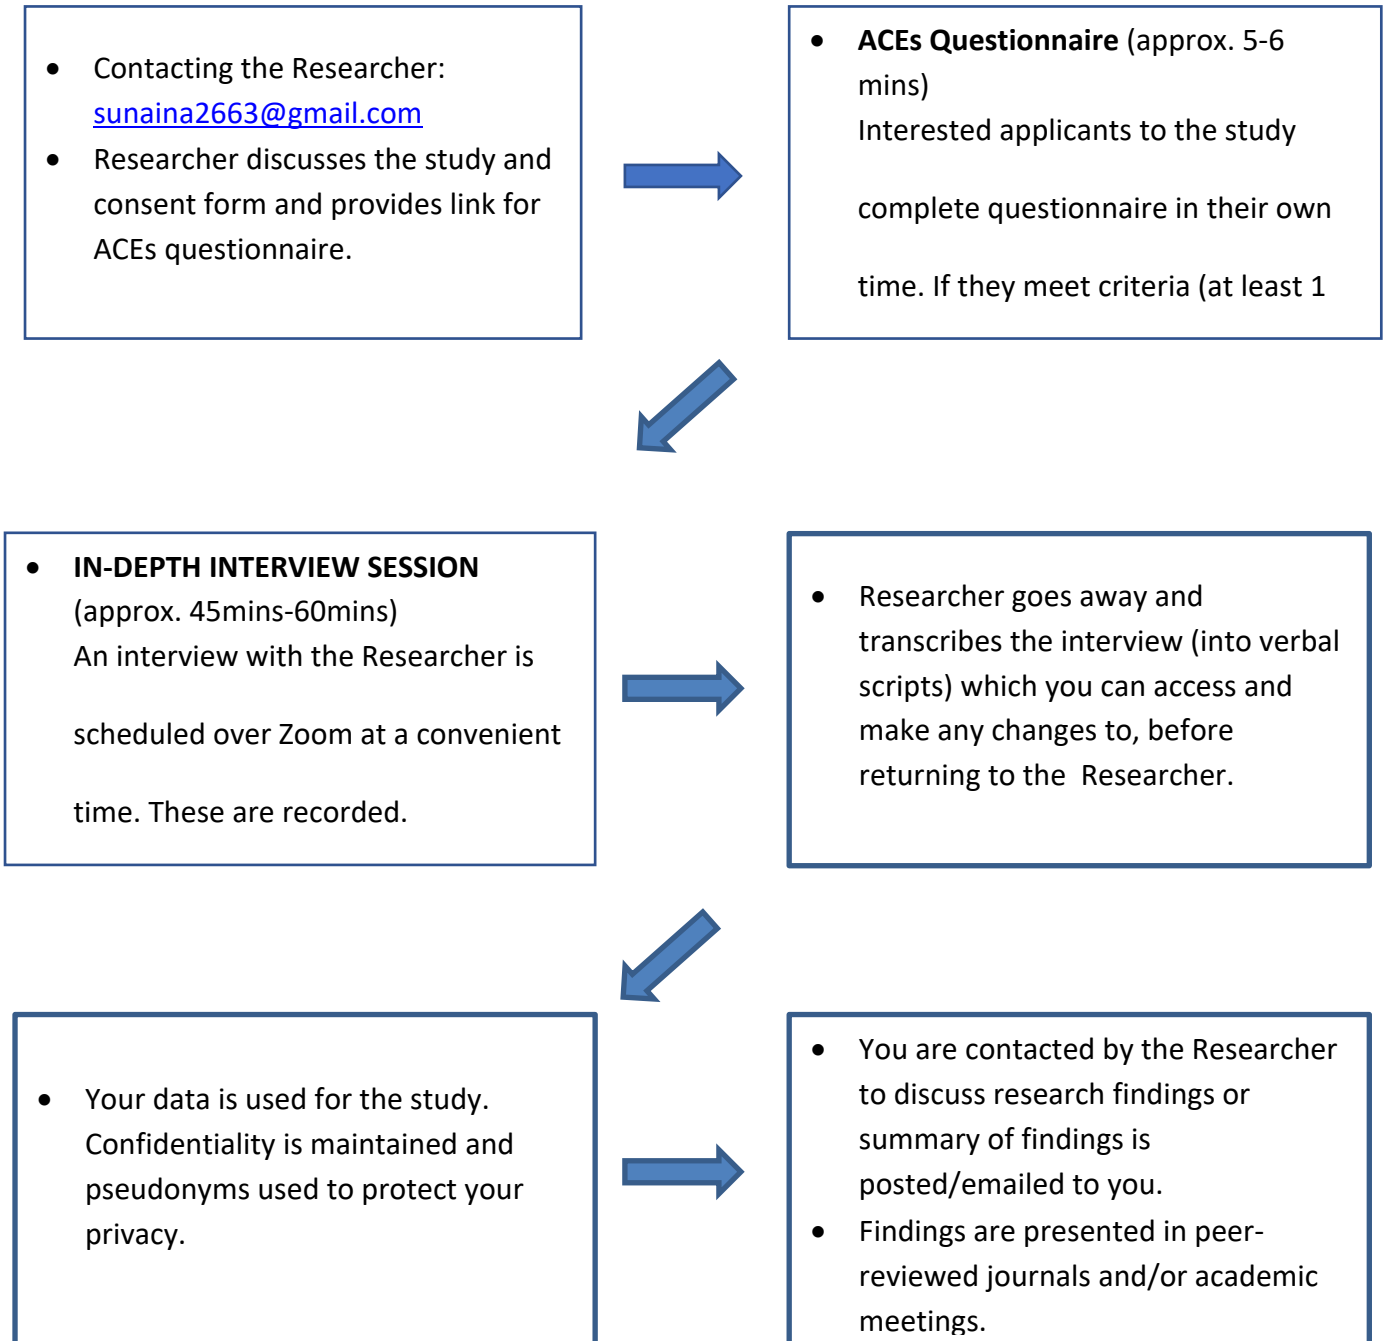 • Contacting the Researcher:
sunaina2663@gmail.com
• Researcher discusses the study and
consent form and provides link for
ACEs questionnaire.
• ACEs Questionnaire (approx. 5-6
mins)
Interested applicants to the study
complete questionnaire in their own
time. If they meet criteria (at least 1
• IN-DEPTH INTERVIEW SESSION
(approx. 45mins-60mins)
An interview with the Researcher is
scheduled over Zoom at a convenient
time. These are recorded.
• Researcher goes away and
transcribes the interview (into verbal
scripts) which you can access and
make any changes to, before
returning to the Researcher.
• Your data is used for the study.
Confidentiality is maintained and
pseudonyms used to protect your
privacy.
• You are contacted by the Researcher
to discuss research findings or
summary of findings is
posted/emailed to you.
• Findings are presented in peer-
reviewed journals and/or academic
meetings.